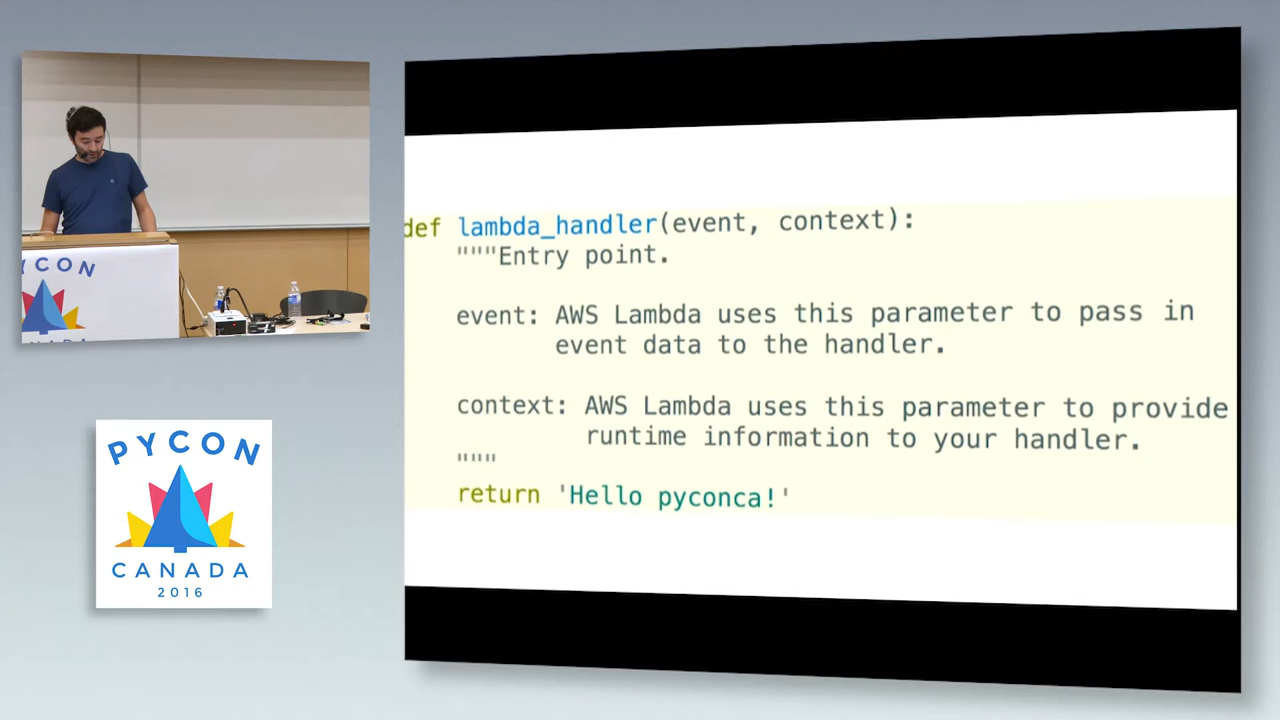 YCON
CANADA
PYCON
CANADA
2016
def lambda_handler(event, context):
"""Entry point.
event: AWS Lambda uses this parameter to pass in
event data to the handler.
context: AWS Lambda uses this parameter to provide
runtime information to your handler.
"""
return 'Hello pyconca!'